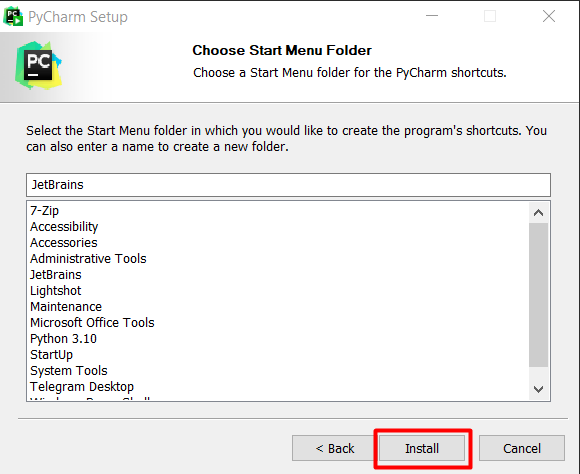 PyCharm Setup
PC
Choose Start Menu Folder
Choose a Start Menu folder for the PyCharm shortcuts.
Select the Start Menu folder in which you would like to create the program's shortcuts. You
can also enter a name to create a new folder.
JetBrains
7-Zip
Accessibility
Accessories
Administrative Tools
JetBrains
Lightshot
Maintenance
Microsoft Office Tools
Python 3.10
StartUp
System Tools
Telegram Desktop
< Back
Install
Cancel